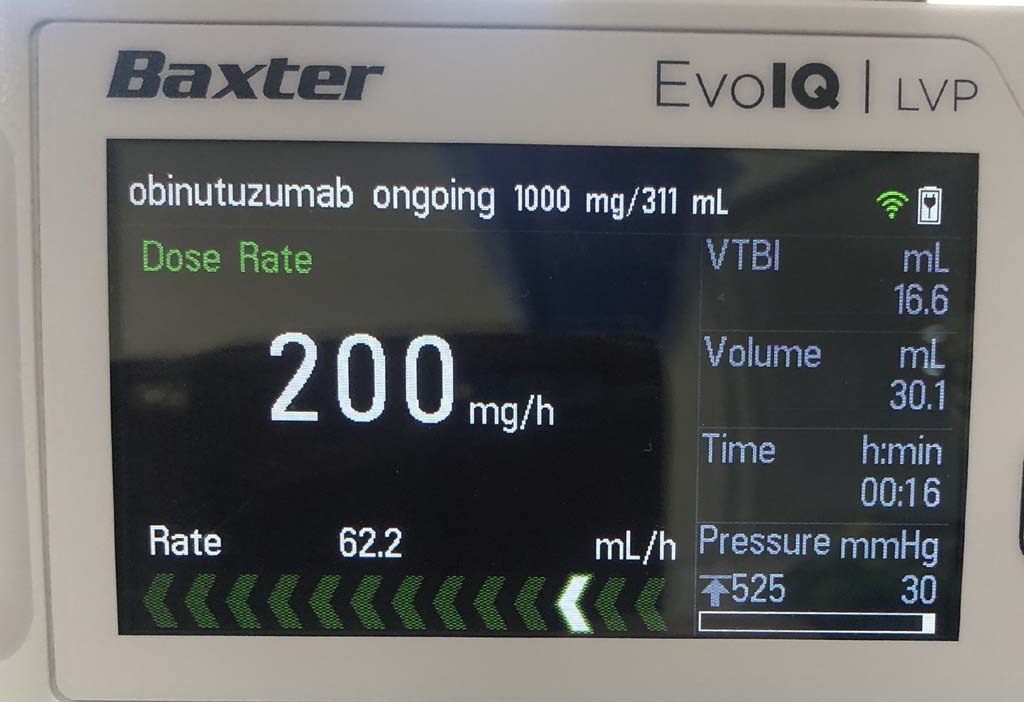 Baxter EvoIQ | LVP
obinutuzumab ongoing 1000 mg/311 mL
Dose Rate
200 mg/h
Rate 62.2 mL/h
VTBI mL
16.6
Volume mL
30.1
Time h:min
00:16
Pressure mmHg
525 30